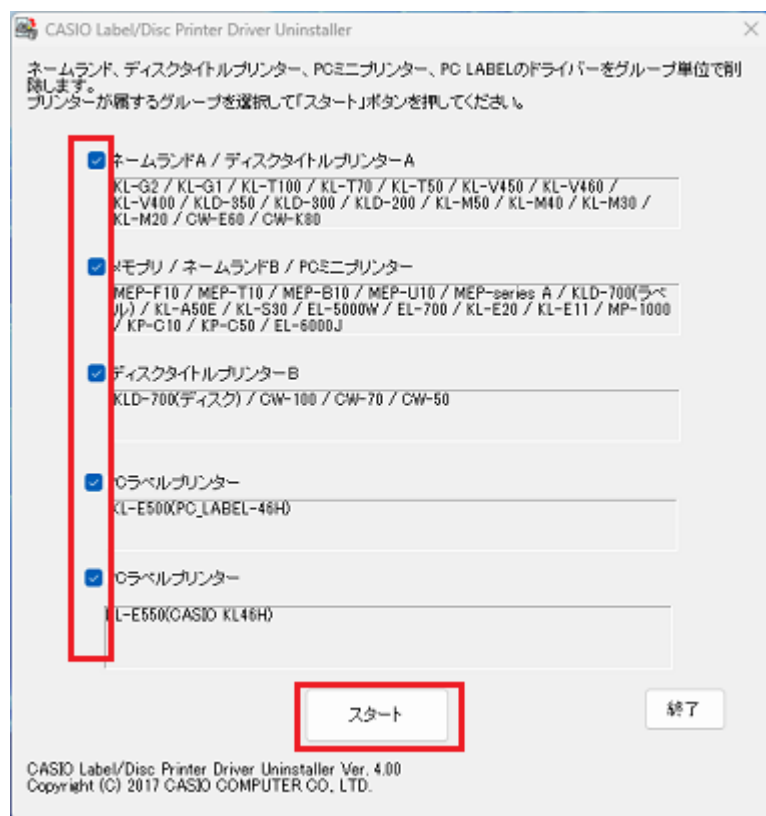 CASIO Label/Disc Printer Driver Uninstaller
ネームランド、ディスクタイトルプリンター、PCミニプリンター、PC LABELのドライバーをグループ単位で削
除します。
プリンターが属するグループを選択して「スタート」ボタンを押してください。
ネームランドA / ディスクタイトルプリンターA
KL-G2 / KL-G1 / KL-T100 / KL-T70 / KL-T50 / KL-V450 / KL-V460 /
KL-V400 / KLD-350 / KLD-300 / KLD-200 / KL-M50 / KL-M40 / KL-M30 /
KL-M20 / CW-E60 / CW-K80
メモプリ / ネームランドB / PCミニプリンター
MEP-F10 / MEP-T10 / MEP-B10 / MEP-U10 / MEP-series A / KLD-700(ラベ
ル) / KL-A50E / KL-S30 / EL-5000W / EL-700 / KL-E20 / KL-E11 / MP-1000
/ KP-C10 / KP-C50 / EL-6000J
ディスクタイトルプリンターB
KLD-700(ディスク) / CW-100 / CW-70 / CW-50
PCラベルプリンター
KL-E500(PC_LABEL-46H)
PCラベルプリンター
KL-E550(CASIO KL46H)
スタート
終了
CASIO Label/Disc Printer Driver Uninstaller Ver. 4.00
Copyright (C) 2017 CASIO COMPUTER CO., LTD.